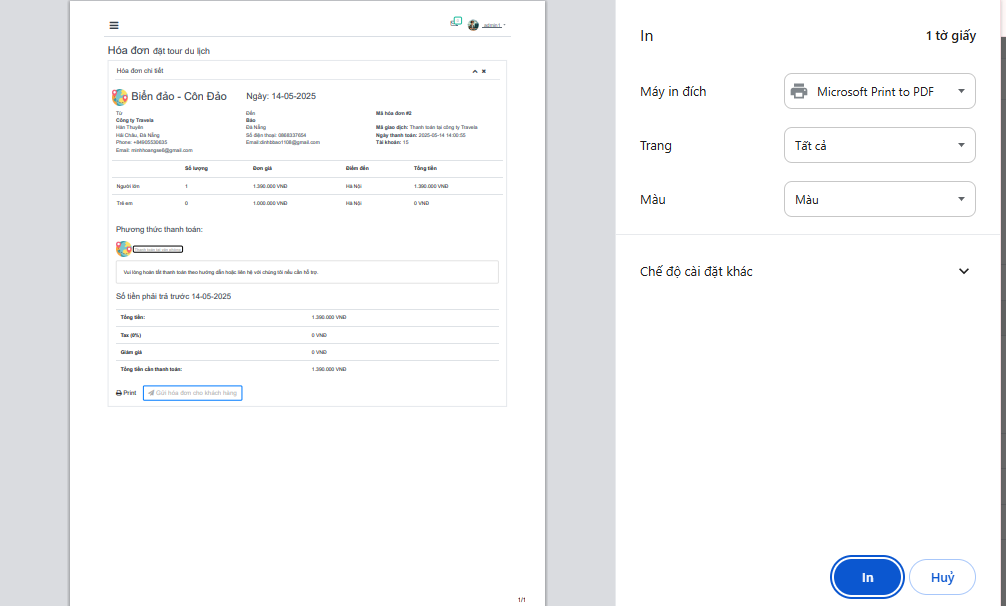 admin1
Hóa đơn đặt tour du lịch
Hóa đơn chi tiết
Biển đảo - Côn Đảo Ngày: 14-05-2025
Từ Đến Mã hóa đơn #2
Công ty Travela Bảo
Hàn Thuyên Đà Nẵng Mã giao dịch: Thanh toán tại công ty Travela
Hải Châu, Đà Nẵng Số điện thoại: 0868337654 Ngày thanh toán: 2025-05-14 14:00:55
Phone: +84905530635 Email:dinhbbao1108@gmail.com Tài khoản: 15
Email: minhhoangse6@gmail.com
Số lượng Đơn giá Điểm đến Tổng tiền
Người lớn 1 1.390.000 VNĐ Hà Nội 1.390.000 VNĐ
Trẻ em 0 1.000.000 VNĐ Hà Nội 0 VNĐ
Phương thức thanh toán:
Vui lòng hoàn tất thanh toán theo hướng dẫn hoặc liên hệ với chúng tôi nếu cần hỗ trợ.
Số tiền phải trả trước 14-05-2025
Tổng tiền: 1.390.000 VNĐ
Tax (0%) 0 VNĐ
Giảm giá 0 VNĐ
Tổng tiền cần thanh toán: 1.390.000 VNĐ
Print Gửi hóa đơn cho khách hàng
1/1
In 1 tờ giấy
Máy in đích Microsoft Print to PDF
Trang Tất cả
Màu Màu
Chế độ cài đặt khác
In Huỷ